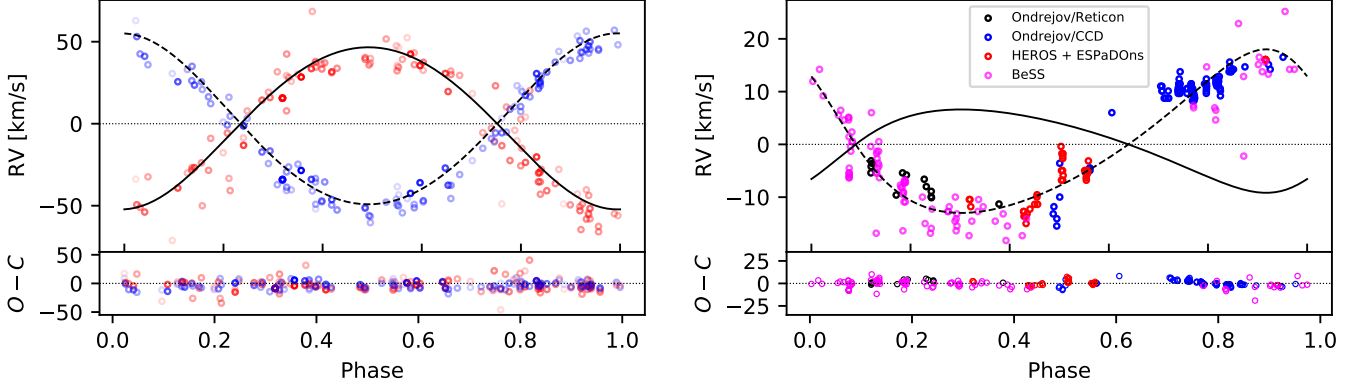 RV [km/s]
50
0
−50
O − C
50
0
−50
0.0 0.2 0.4 0.6 0.8 1.0
Phase
RV [km/s]
20
10
0
−10
Ondrejov/Reticon
Ondrejov/CCD
HEROS + ESPaDOns
BeSS
O − C
25
0
−25
0.0 0.2 0.4 0.6 0.8 1.0
Phase